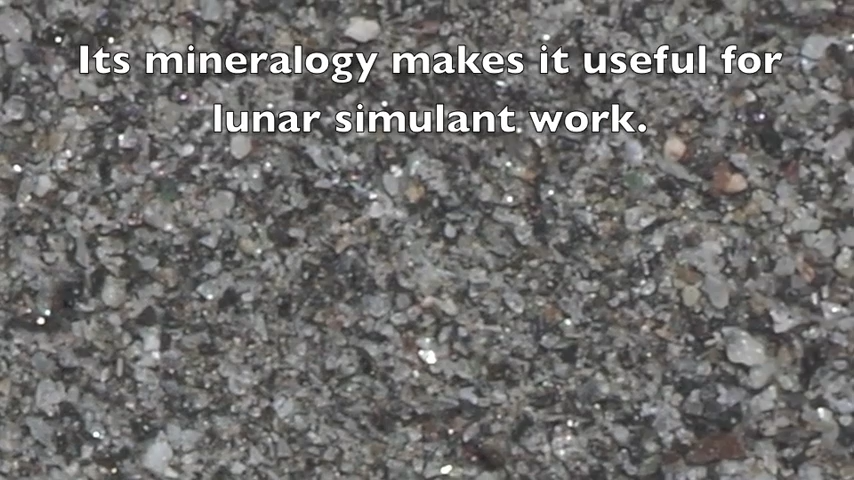 Its mineralogy makes it useful for
lunar simulant work.